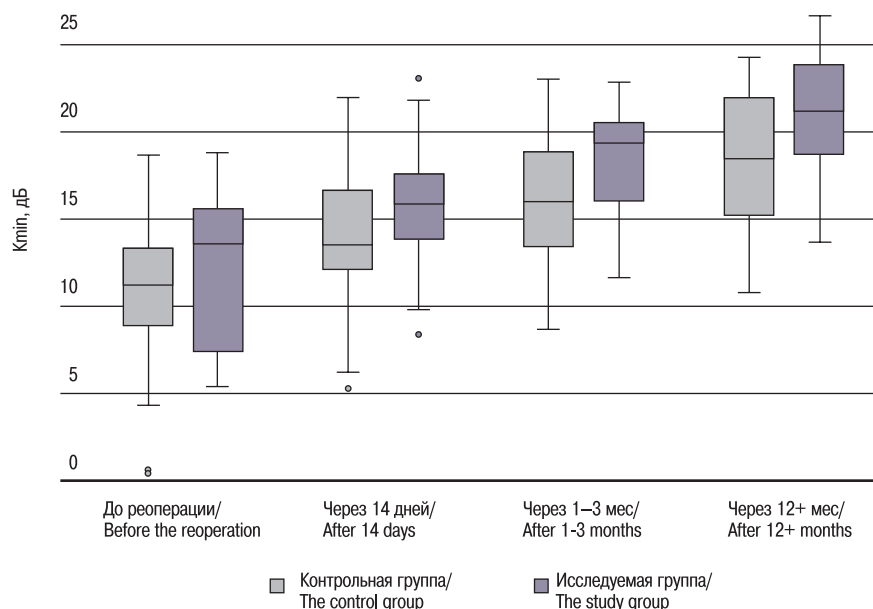 25
20
15
10
5
0
Kmin, дБ
До реоперации/
Before the reoperation
Через 14 дней/
After 14 days
Через 1–3 мес/
After 1-3 months
Через 12+ мес/
After 12+ months
Контрольная группа/
The control group
Исследуемая группа/
The study group